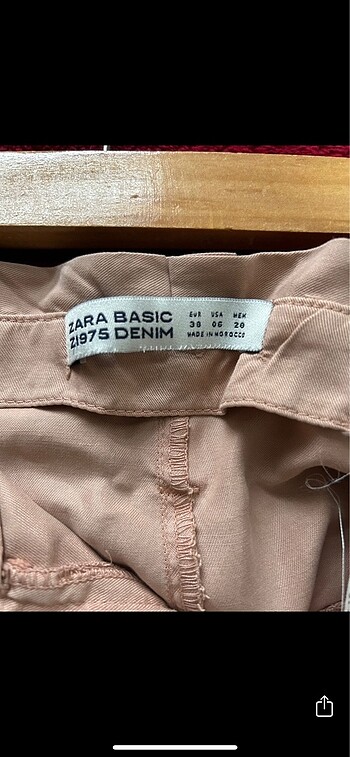 ZARA BASIC
Z1975 DENIM
EUR USA MEX
38 06 28
MADE IN MOROCCO